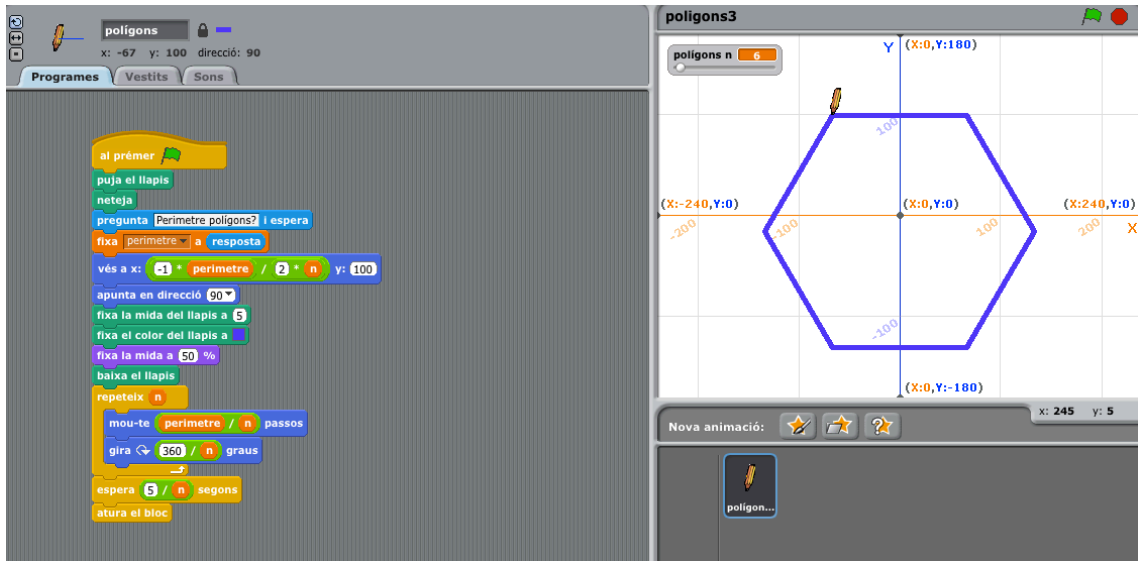 polígons
x: -67 y: 100 direcció: 90
Programes Vestits Sons
al prémer
puja el llapis
neteja
pregunta Perimetre polígons? i espera
fixa perimetre a resposta
vés a x: -1 * perimetre / 2 * n y: 100
apunta en direcció 90
fixa la mida del llapis a 5
fixa el color del llapis a
fixa la mida a 50 %
baixa el llapis
repeteix n
mou-te perimetre / n passos
gira 360 / n graus
espera 5 / n segons
atura el bloc
poligons3
polígons n 6
Y (X:0,Y:180)
100
(X:-240,Y:0) (X:0,Y:0) (X:240,Y:0)
-200 -100 100 200 X
-100
(X:0,Y:-180)
x: 245 y: 5
Nova animació:
polígon...